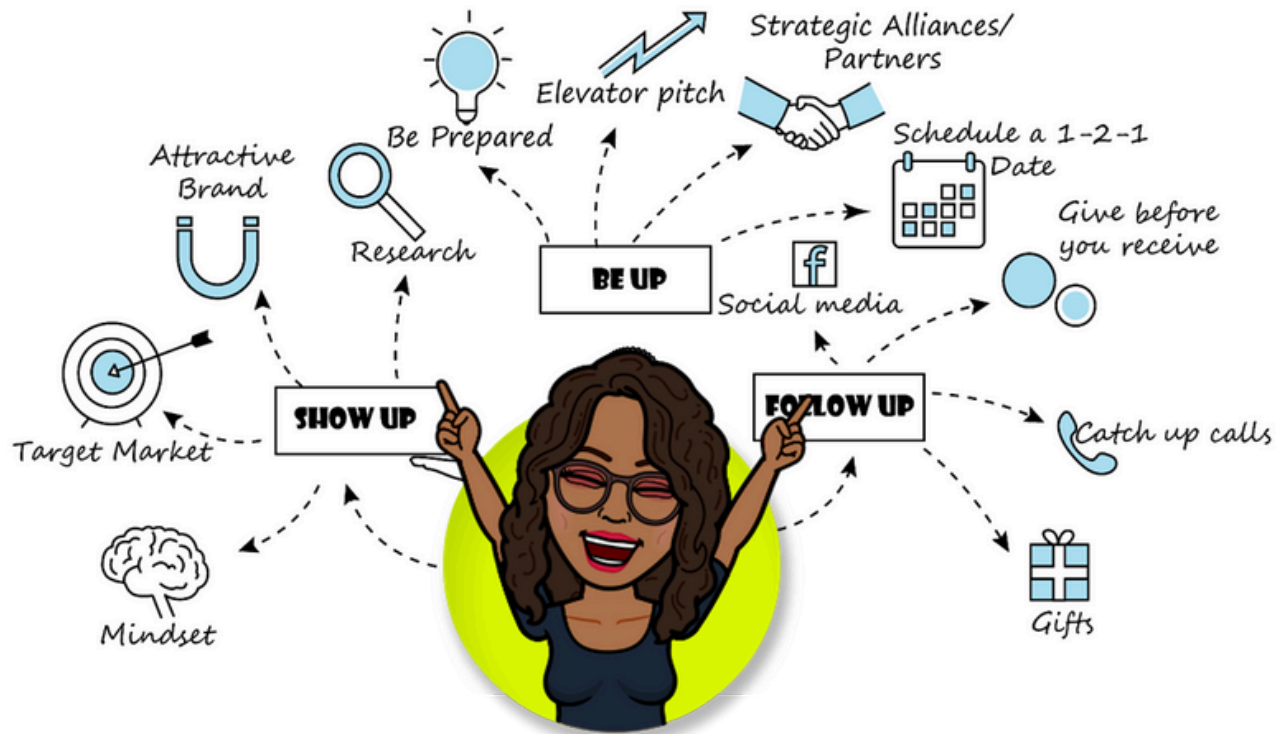 Strategic Alliances/
Partners
Elevator pitch
Be Prepared
Schedule a 1-2-1
Date
Attractive
Brand
Research
Give before
you receive
BE UP
f
Social media
SHOW UP
FOLLOW UP
Target Market
Catch up calls
Mindset
Gifts